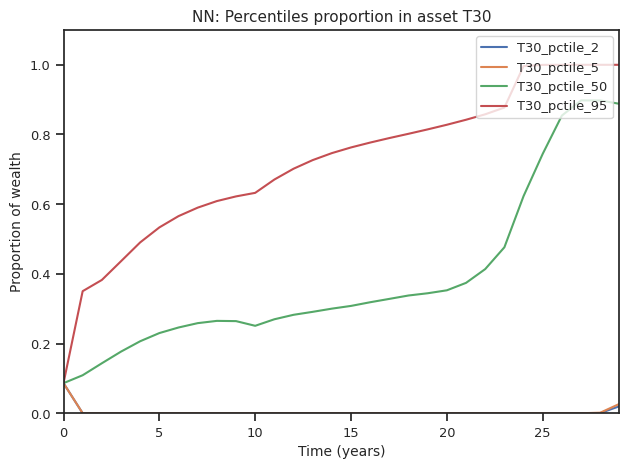 NN: Percentiles proportion in asset T30
T30_pctile_2
T30_pctile_5
T30_pctile_50
T30_pctile_95
Proportion of wealth
1.0
0.8
0.6
0.4
0.2
0.0
0 5 10 15 20 25
Time (years)